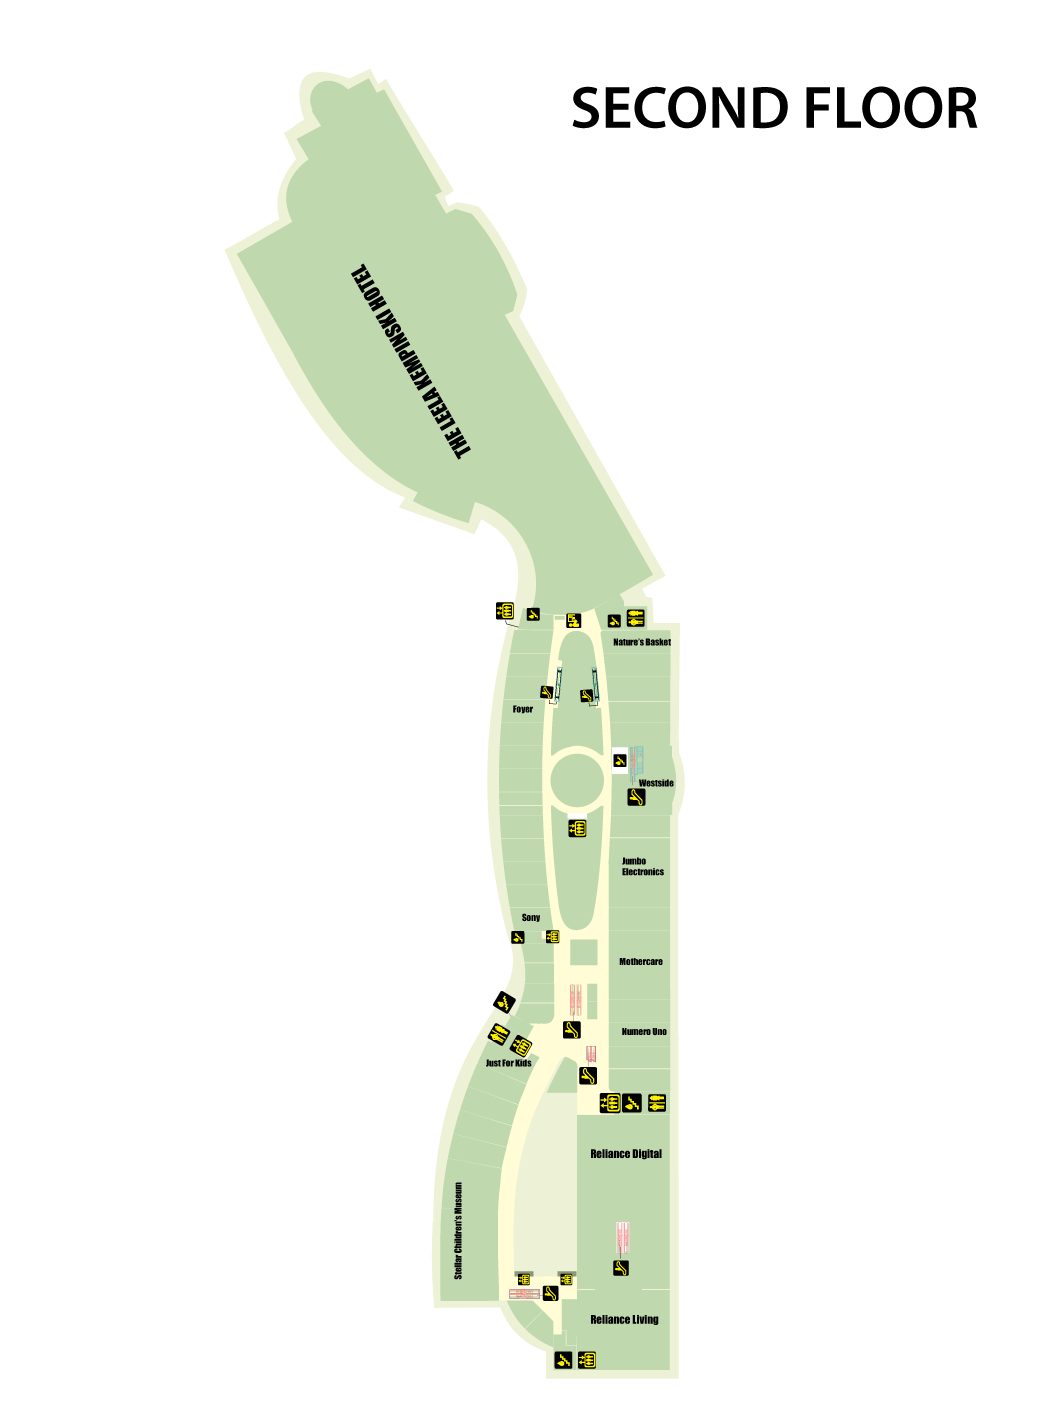 SECOND FLOOR
THE LEELA KEMPINSKI HOTEL
Nature's Basket
Foyer
Westside
Jumbo
Electronics
Sony
Mothercare
Numero Uno
Just For Kids
Reliance Digital
Stellar Children's Museum
Reliance Living